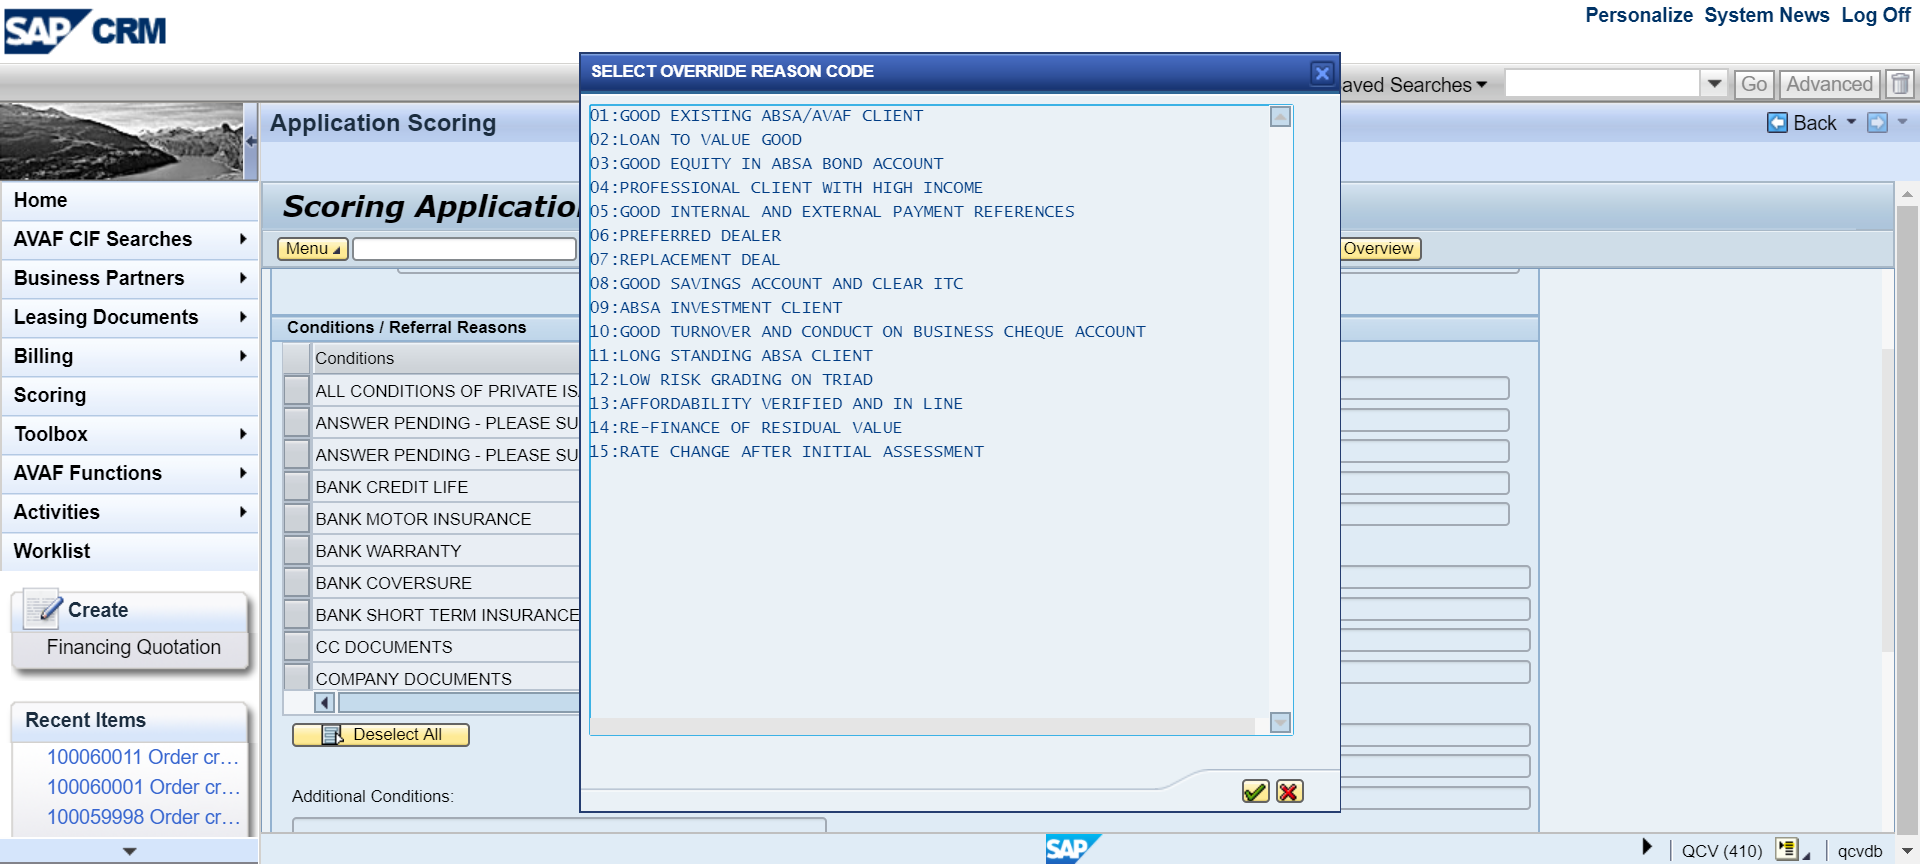 SAP CRM
Personalize System News Log Off
SELECT OVERRIDE REASON CODE
aved Searches
Go
Advanced
Application Scoring
Back
Home
AVAF CIF Searches
Business Partners
Leasing Documents
Billing
Scoring
Toolbox
AVAF Functions
Activities
Worklist
Create
Financing Quotation
Recent Items
100060011 Order cr...
100060001 Order cr...
100059998 Order cr...
Scoring Applicatio
Menu
Overview
Conditions / Referral Reasons
Conditions
ALL CONDITIONS OF PRIVATE IS
ANSWER PENDING - PLEASE SU
ANSWER PENDING - PLEASE SU
BANK CREDIT LIFE
BANK MOTOR INSURANCE
BANK WARRANTY
BANK COVERSURE
BANK SHORT TERM INSURANCE
CC DOCUMENTS
COMPANY DOCUMENTS
Deselect All
Additional Conditions:
01:GOOD EXISTING ABSA/AVAF CLIENT
02:LOAN TO VALUE GOOD
03:GOOD EQUITY IN ABSA BOND ACCOUNT
04:PROFESSIONAL CLIENT WITH HIGH INCOME
05:GOOD INTERNAL AND EXTERNAL PAYMENT REFERENCES
06:PREFERRED DEALER
07:REPLACEMENT DEAL
08:GOOD SAVINGS ACCOUNT AND CLEAR ITC
09:ABSA INVESTMENT CLIENT
10:GOOD TURNOVER AND CONDUCT ON BUSINESS CHEQUE ACCOUNT
11:LONG STANDING ABSA CLIENT
12:LOW RISK GRADING ON TRIAD
13:AFFORDABILITY VERIFIED AND IN LINE
14:RE-FINANCE OF RESIDUAL VALUE
15:RATE CHANGE AFTER INITIAL ASSESSMENT
SAP
QCV (410)
qcvdb